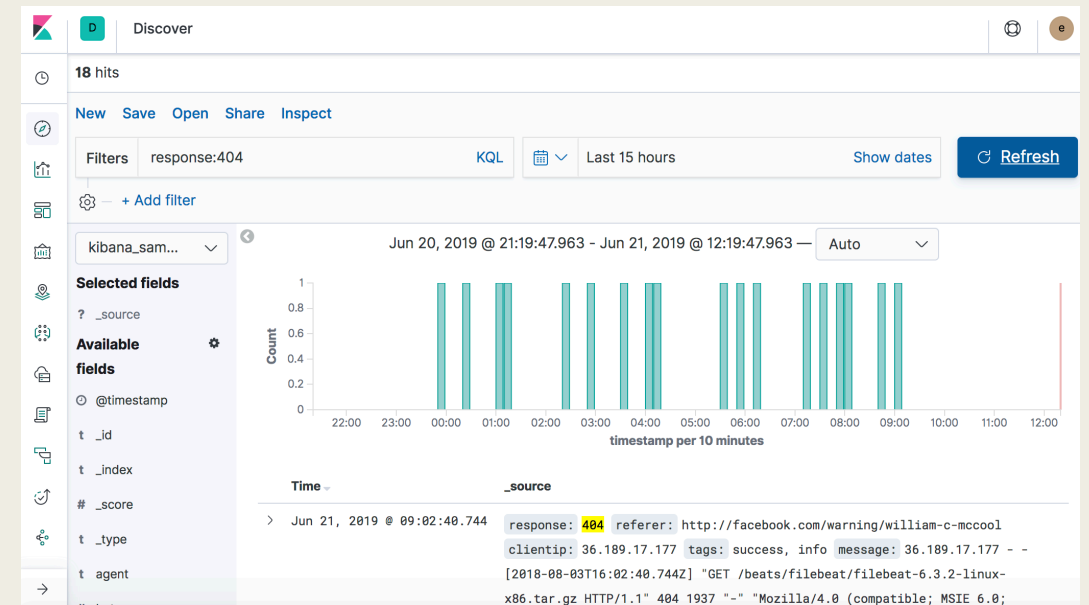 D Discover e
18 hits
New Save Open Share Inspect
Filters response:404 KQL Last 15 hours Show dates Refresh
+ Add filter
kibana_sam...
Jun 20, 2019 @ 21:19:47.963 - Jun 21, 2019 @ 12:19:47.963 — Auto
Selected fields
? _source
Available
fields
@timestamp
t _id
t _index
# _score
t _type
t agent
Count
1
0.8
0.6
0.4
0.2
0
22:00 23:00 00:00 01:00 02:00 03:00 04:00 05:00 06:00 07:00 08:00 09:00 10:00 11:00 12:00
timestamp per 10 minutes
Time _source
Jun 21, 2019 @ 09:02:40.744 response: 404 referer: http://facebook.com/warning/william-c-mccool
clientip: 36.189.17.177 tags: success, info message: 36.189.17.177 - -
[2018-08-03T16:02:40.744Z] "GET /beats/filebeat/filebeat-6.3.2-linux-
x86.tar.gz HTTP/1.1" 404 1937 "-" "Mozilla/4.0 (compatible; MSIE 6.0;